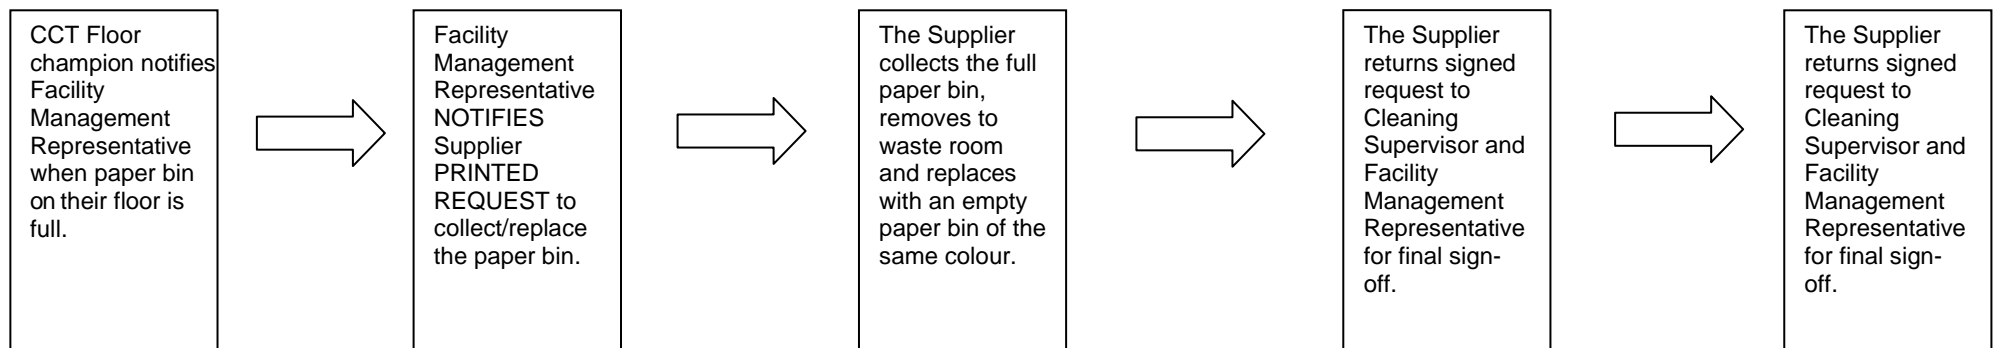 CCT Floor
champion notifies
Facility
Management
Representative
when paper bin
on their floor is
full.
Facility
Management
Representative
NOTIFIES
Supplier
PRINTED
REQUEST to
collect/replace
the paper bin.
The Supplier
collects the full
paper bin,
removes to
waste room
and replaces
with an empty
paper bin of the
same colour.
The Supplier
returns signed
request to
Cleaning
Supervisor and
Facility
Management
Representative
for final sign-
off.
The Supplier
returns signed
request to
Cleaning
Supervisor and
Facility
Management
Representative
for final sign-
off.